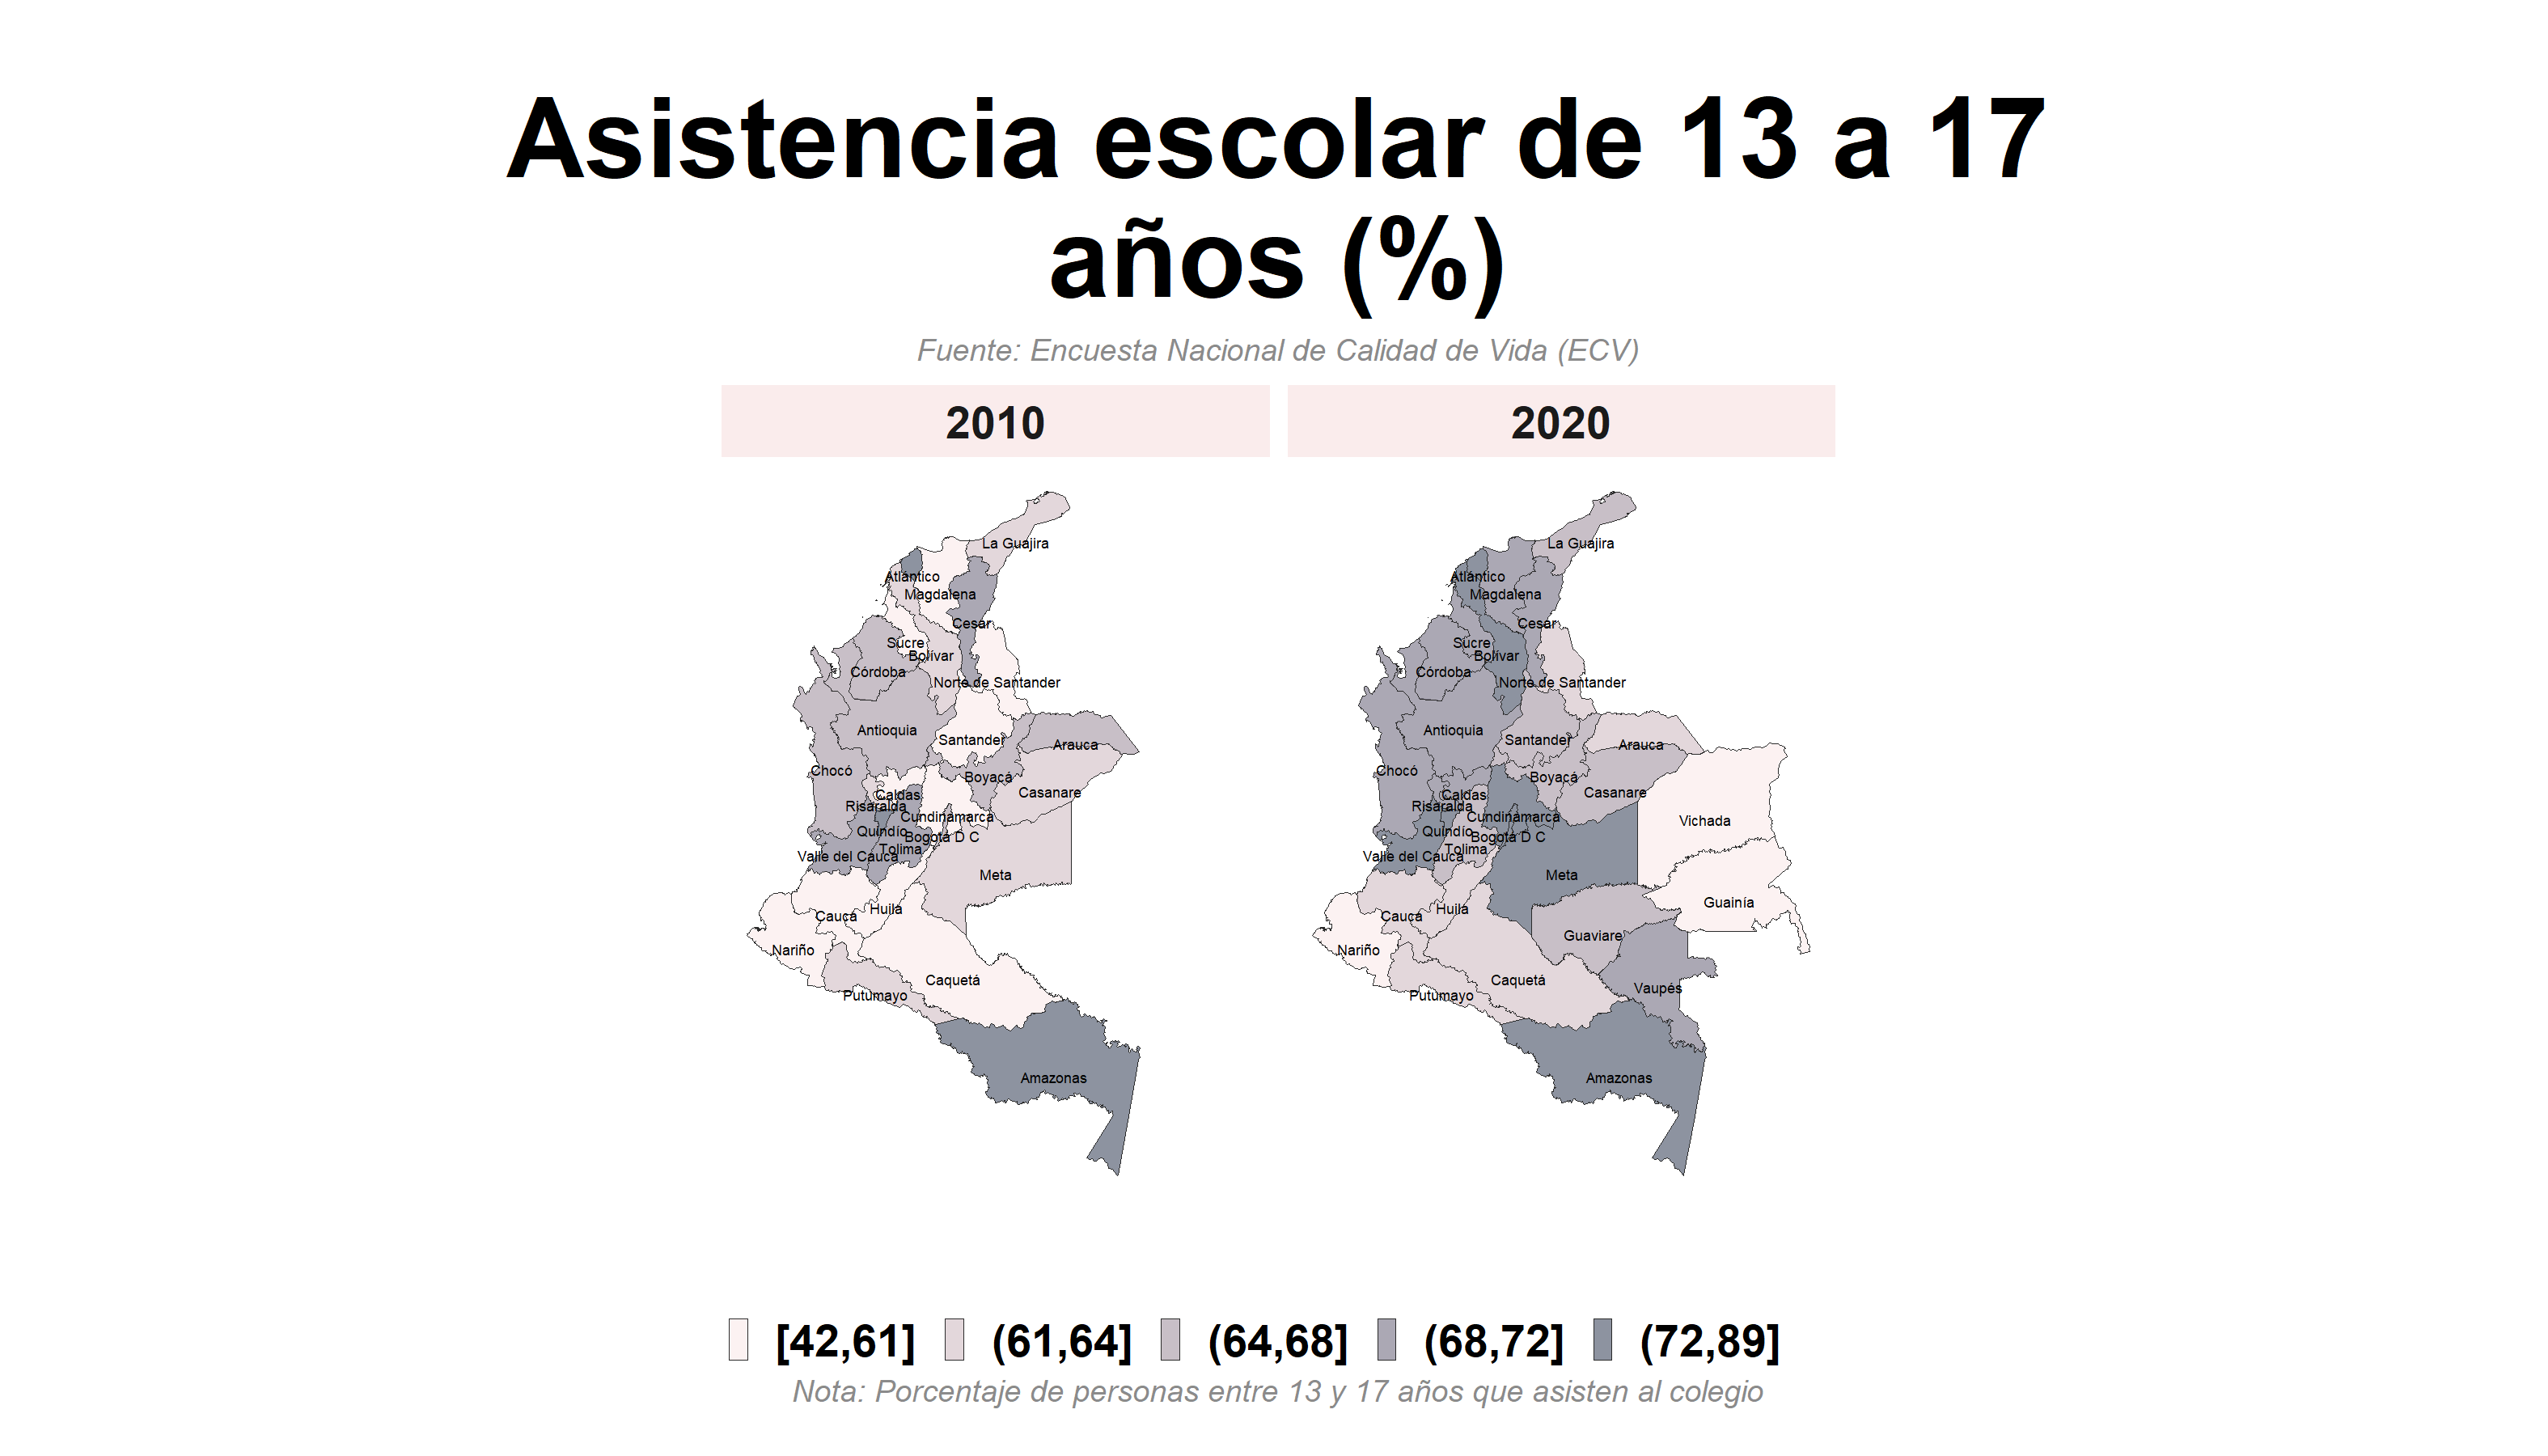 Asistencia escolar de 13 a 17
años (%)
Fuente: Encuesta Nacional de Calidad de Vida (ECV)
2010
2020
La Guajira
Atlántico
Magdalena
Cesar
Sucre
Bolívar
Córdoba
Norte de Santander
Antioquia
Santander
Arauca
Chocó
Boyacá
Casanare
Caldas
Risaralda
Cundinamarca
Quindío
Bogotá D C
Tolima
Valle del Cauca
Meta
Huila
Cauca
Nariño
Caquetá
Putumayo
Amazonas
La Guajira
Atlántico
Magdalena
Cesar
Sucre
Bolívar
Córdoba
Norte de Santander
Antioquia
Santander
Arauca
Chocó
Boyacá
Casanare
Caldas
Risaralda
Cundinamarca
Vichada
Quindío
Bogotá D C
Tolima
Valle del Cauca
Meta
Guainía
Huila
Cauca
Guaviare
Nariño
Caquetá
Vaupés
Putumayo
Amazonas
[42,61] (61,64] (64,68] (68,72] (72,89]
Nota: Porcentaje de personas entre 13 y 17 años que asisten al colegio